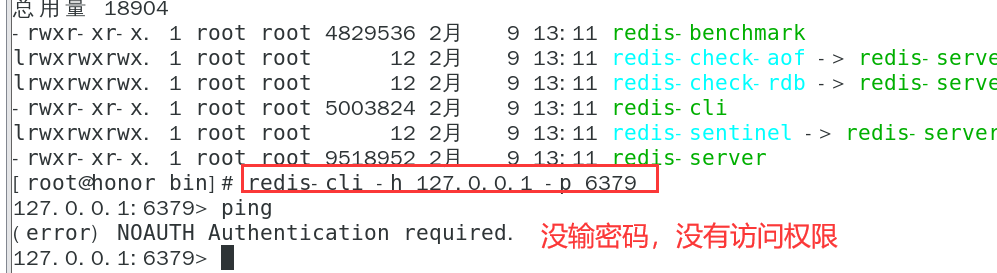 总用量 18904
-rwxr-xr-x. 1 root root 4829536 2月 9 13:11 redis-benchmark
lrwxrwxrwx. 1 root root 12 2月 9 13:11 redis-check-aof -> redis-serve
lrwxrwxrwx. 1 root root 12 2月 9 13:11 redis-check-rdb -> redis-serve
-rwxr-xr-x. 1 root root 5003824 2月 9 13:11 redis-cli
lrwxrwxrwx. 1 root root 12 2月 9 13:11 redis-sentinel -> redis-server
-rwxr-xr-x. 1 root root 9518952 2月 9 13:11 redis-server
[root@honor bin]# redis-cli -h 127.0.0.1 -p 6379
127.0.0.1:6379> ping
(error) NOAUTH Authentication required. 没输密码，没有访问权限
127.0.0.1:6379>